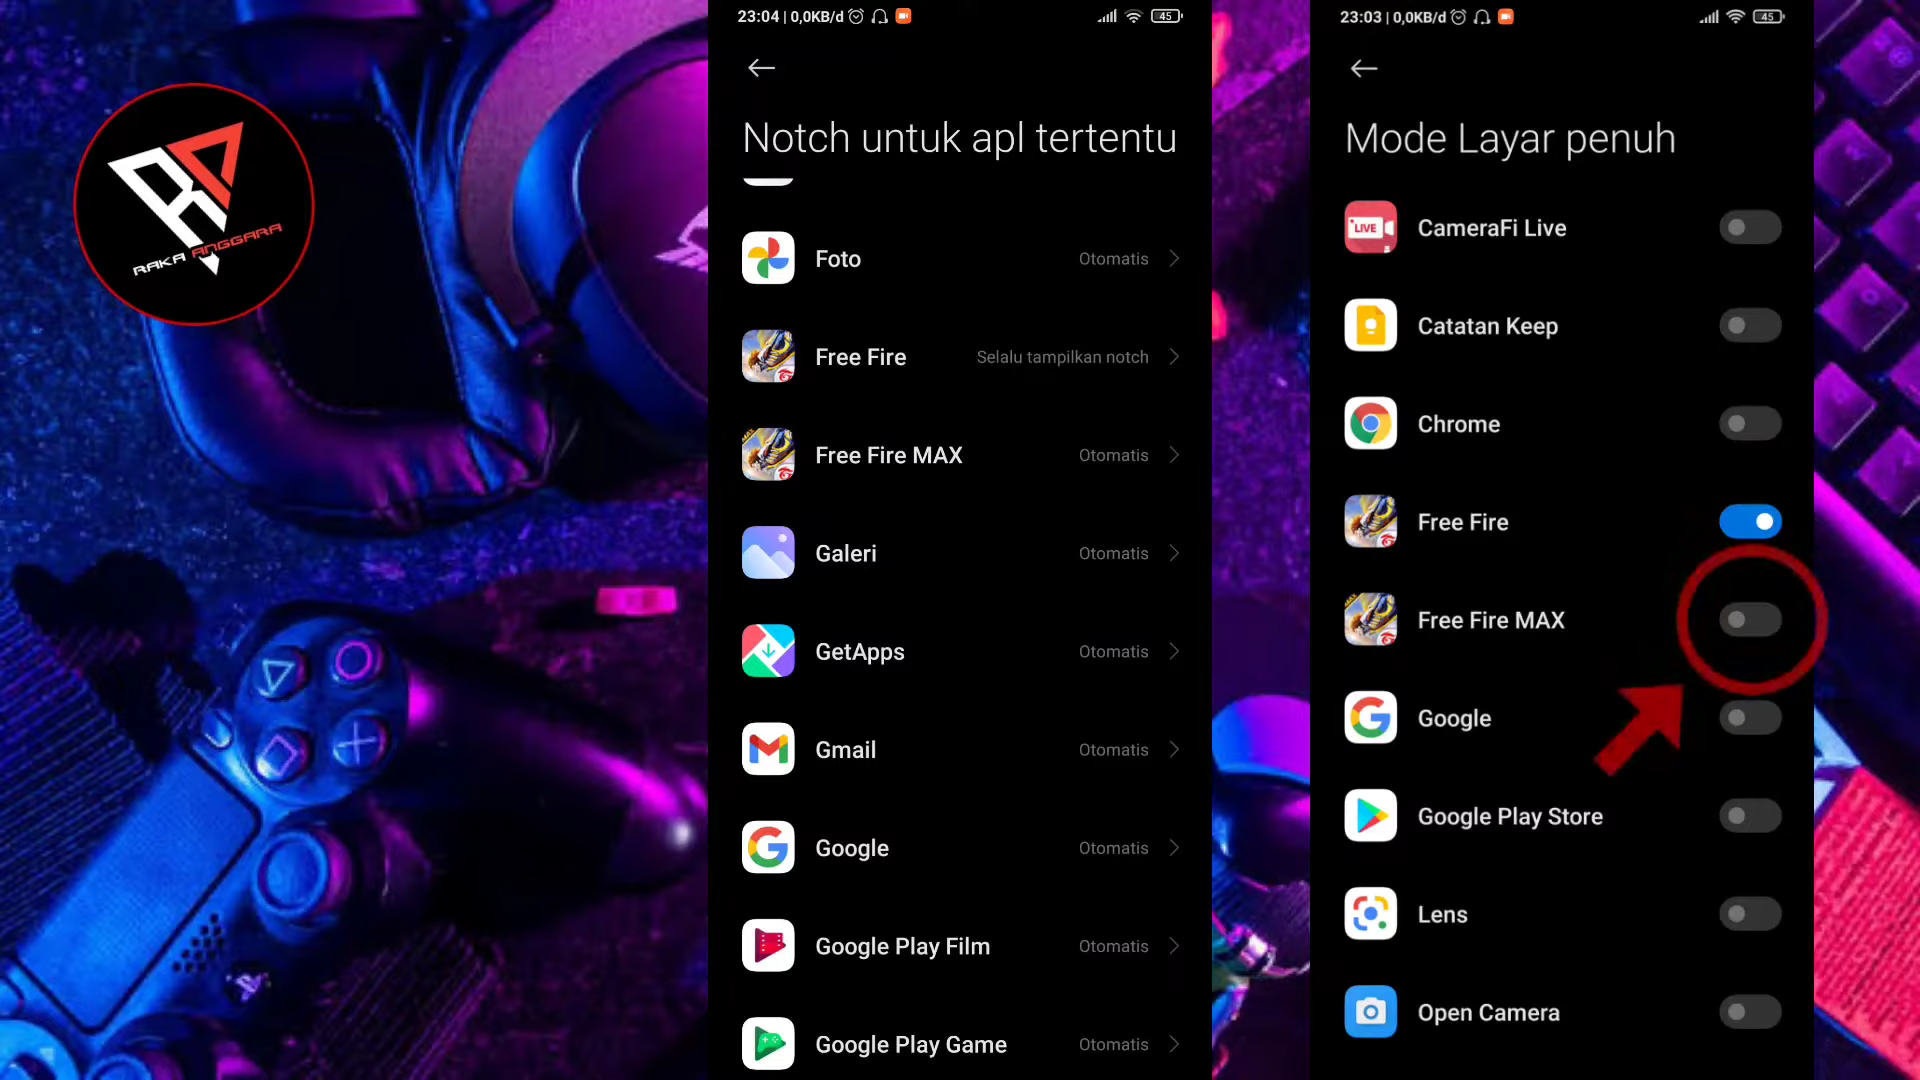 RAKA ANGGARA
23:04 | 0,0KB/d
45
Notch untuk apl tertentu
Foto
Otomatis
Free Fire
Selalu tampilkan notch
Free Fire MAX
Otomatis
Galeri
Otomatis
GetApps
Otomatis
Gmail
Otomatis
Google
Otomatis
Google Play Film
Otomatis
Google Play Game
Otomatis
23:03 | 0,0KB/d
45
Mode Layar penuh
LIVE
CameraFi Live
Catatan Keep
Chrome
Free Fire
MAX
Free Fire MAX
Google
Google Play Store
Lens
Open Camera